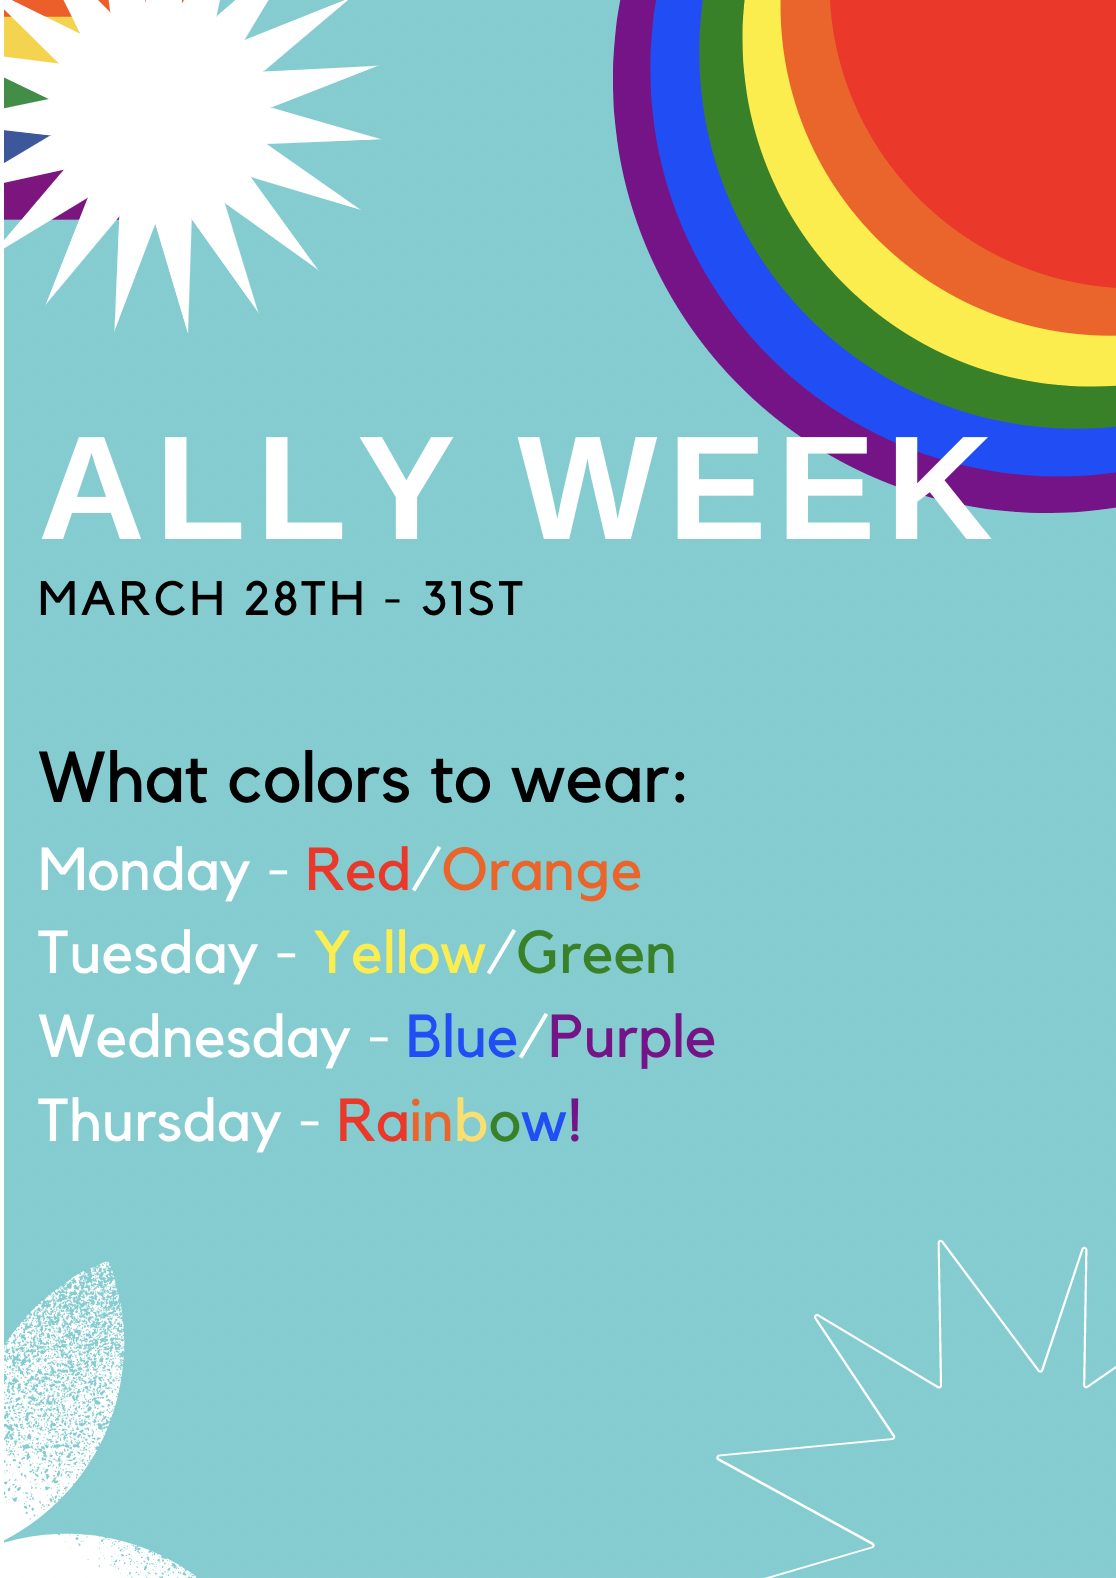 ALLY WEEK
MARCH 28TH - 31ST
What colors to wear:
Monday - Red/Orange
Tuesday - Yellow/Green
Wednesday - Blue/Purple
Thursday - Rainbow!